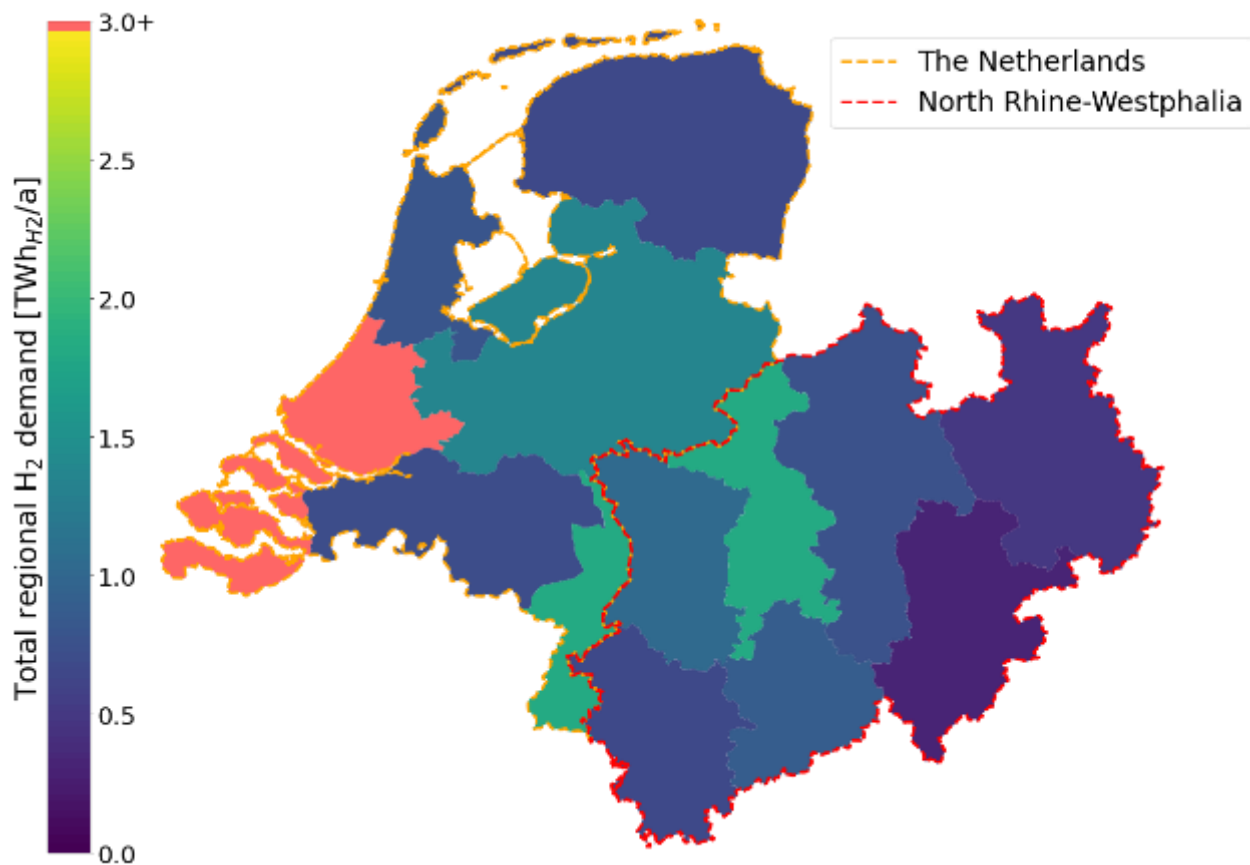 3.0+
2.5
2.0
1.5
1.0
0.5
0.0
Total regional H2 demand [TWhH2/a]
The Netherlands
North Rhine-Westphalia